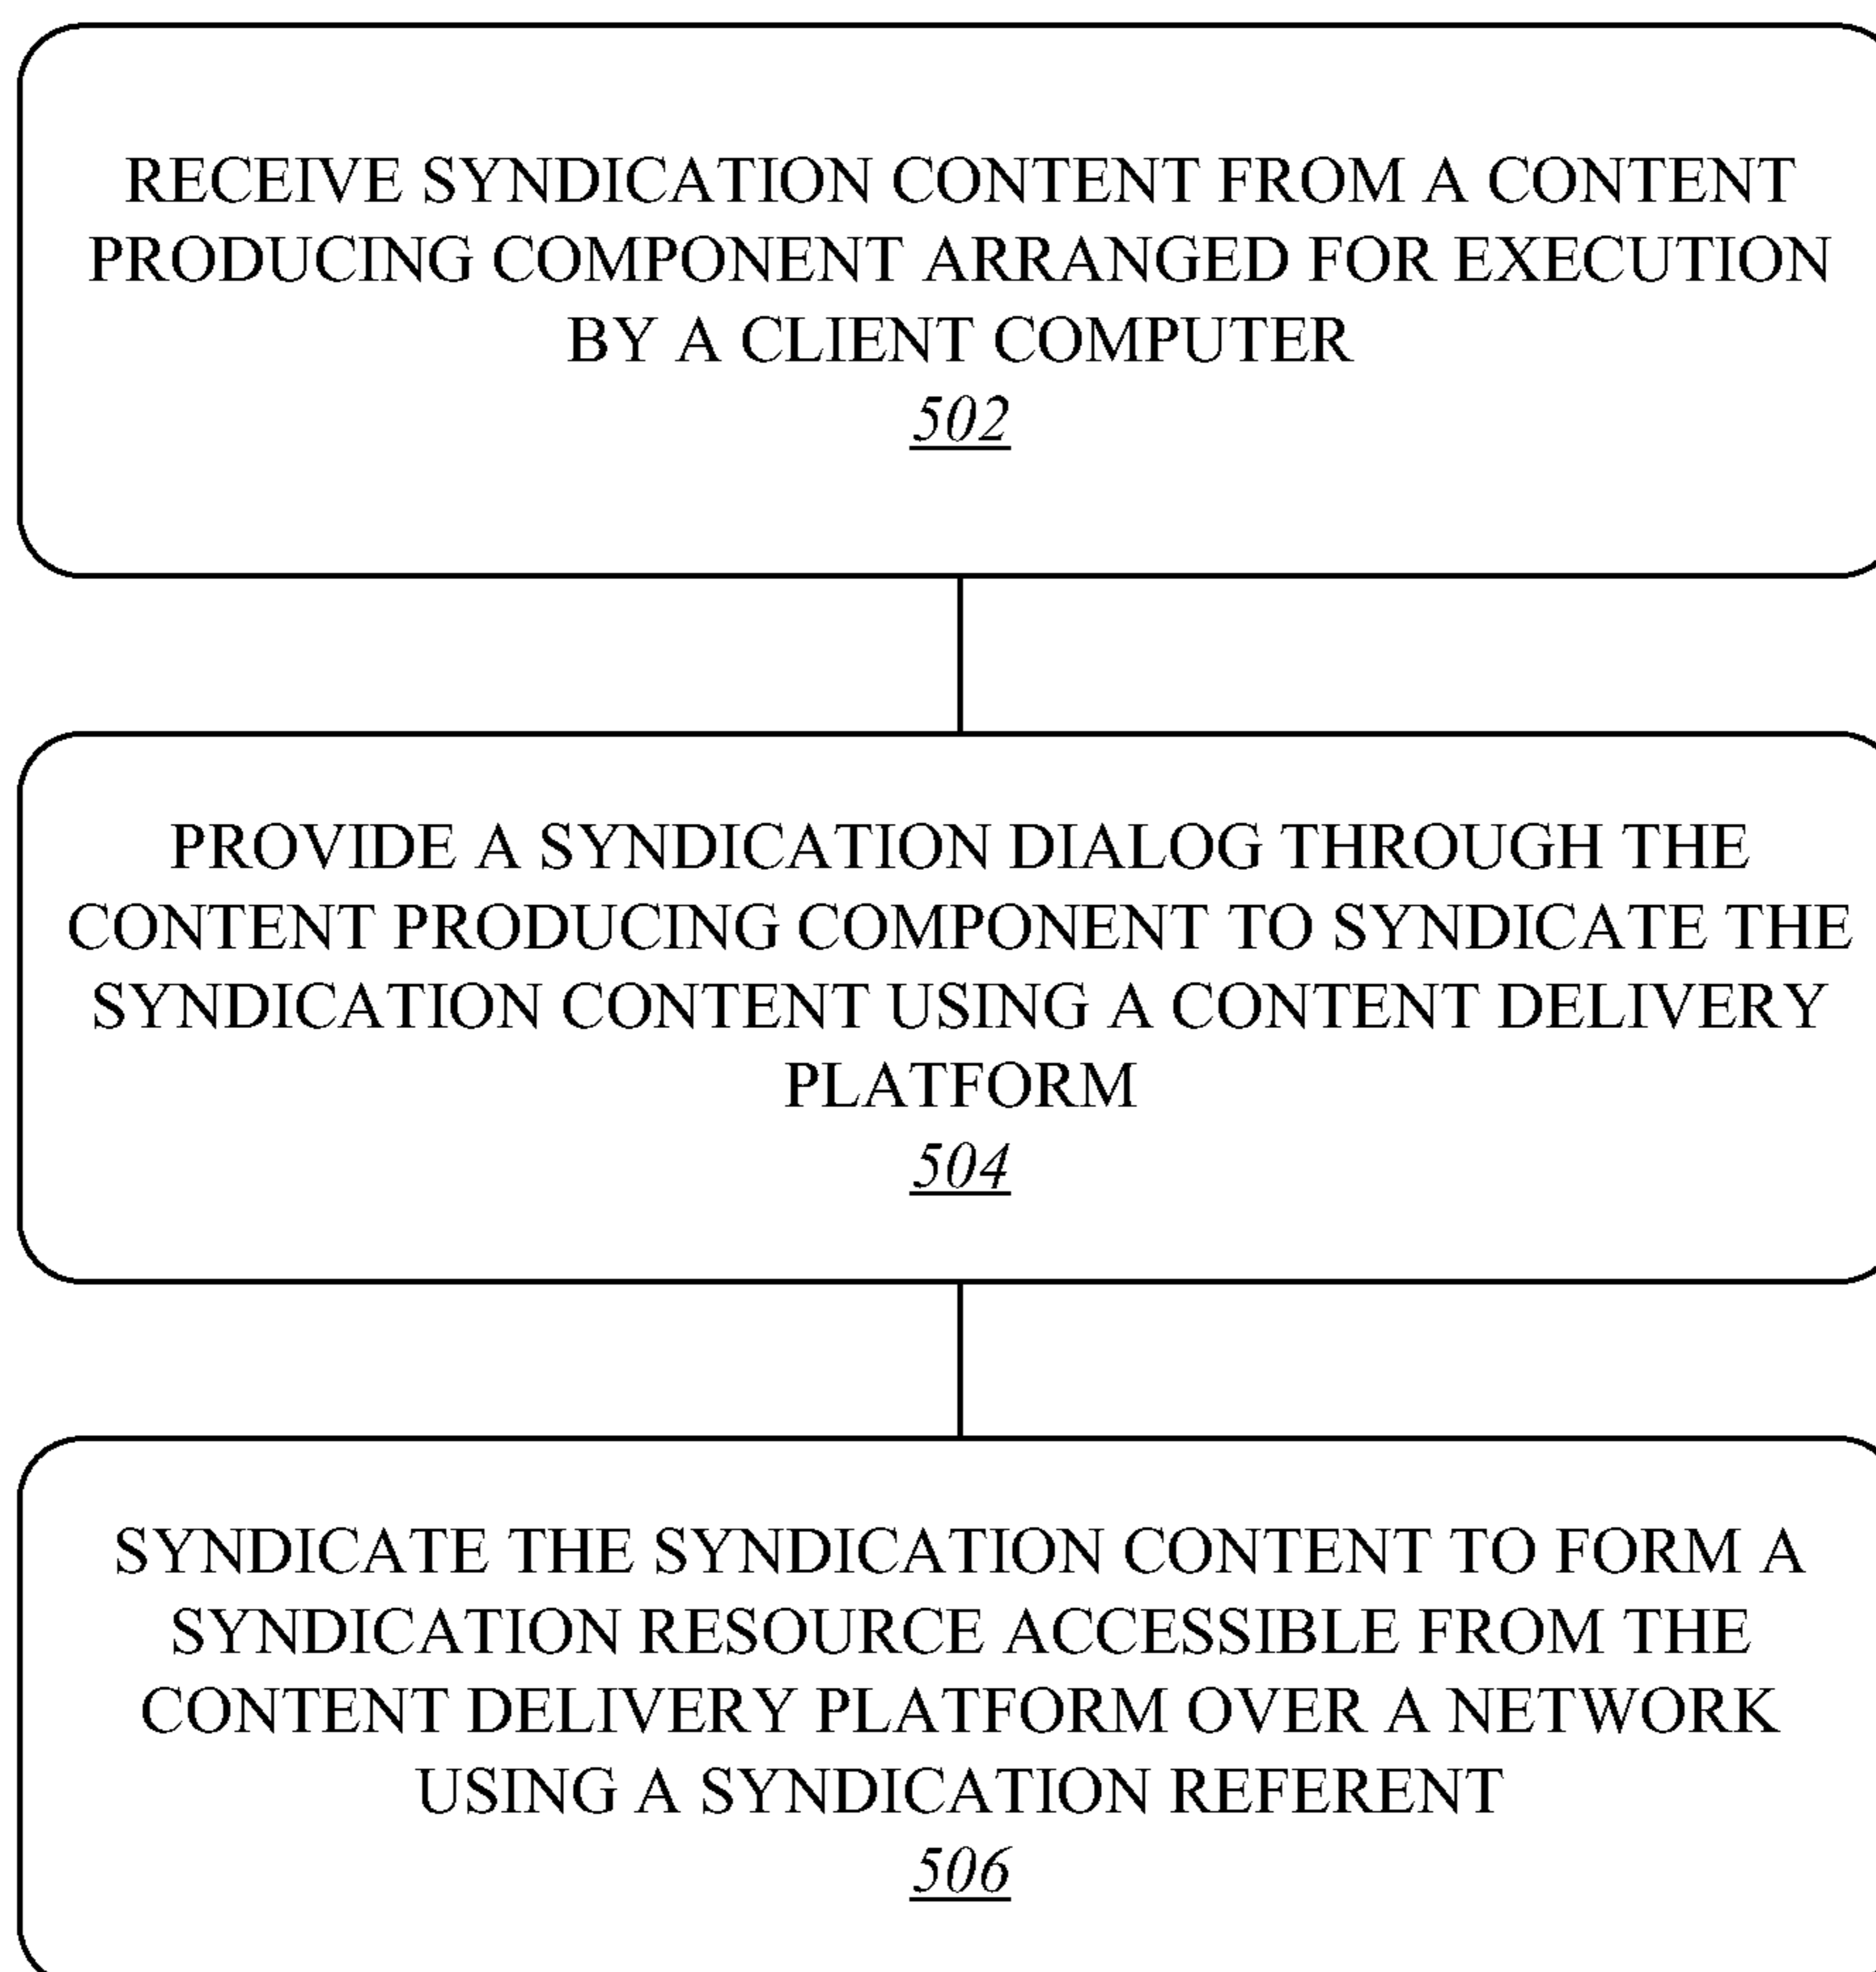 RECEIVE SYNDICATION CONTENT FROM A CONTENT
PRODUCING COMPONENT ARRANGED FOR EXECUTION
BY A CLIENT COMPUTER
502
PROVIDE A SYNDICATION DIALOG THROUGH THE
CONTENT PRODUCING COMPONENT TO SYNDICATE THE
SYNDICATION CONTENT USING A CONTENT DELIVERY
PLATFORM
504
SYNDICATE THE SYNDICATION CONTENT TO FORM A
SYNDICATION RESOURCE ACCESSIBLE FROM THE
CONTENT DELIVERY PLATFORM OVER A NETWORK
USING A SYNDICATION REFERENT
506